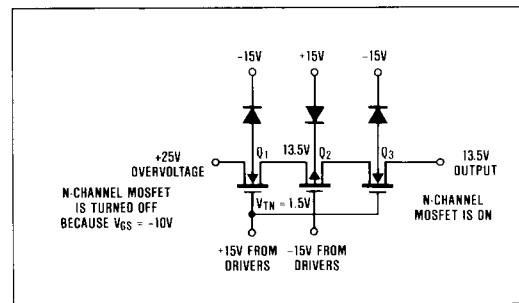 -15V +15V -15V
+25V
OVERVOLTAGE
Q1 13.5V Q2 Q3 13.5V
OUTPUT
N-CHANNEL MOSFET
IS TURNED OFF
BECAUSE VGS = -10V
VTN = 1.5V
N-CHANNEL
MOSFET IS ON
+15V FROM
DRIVERS
-15V FROM
DRIVERS